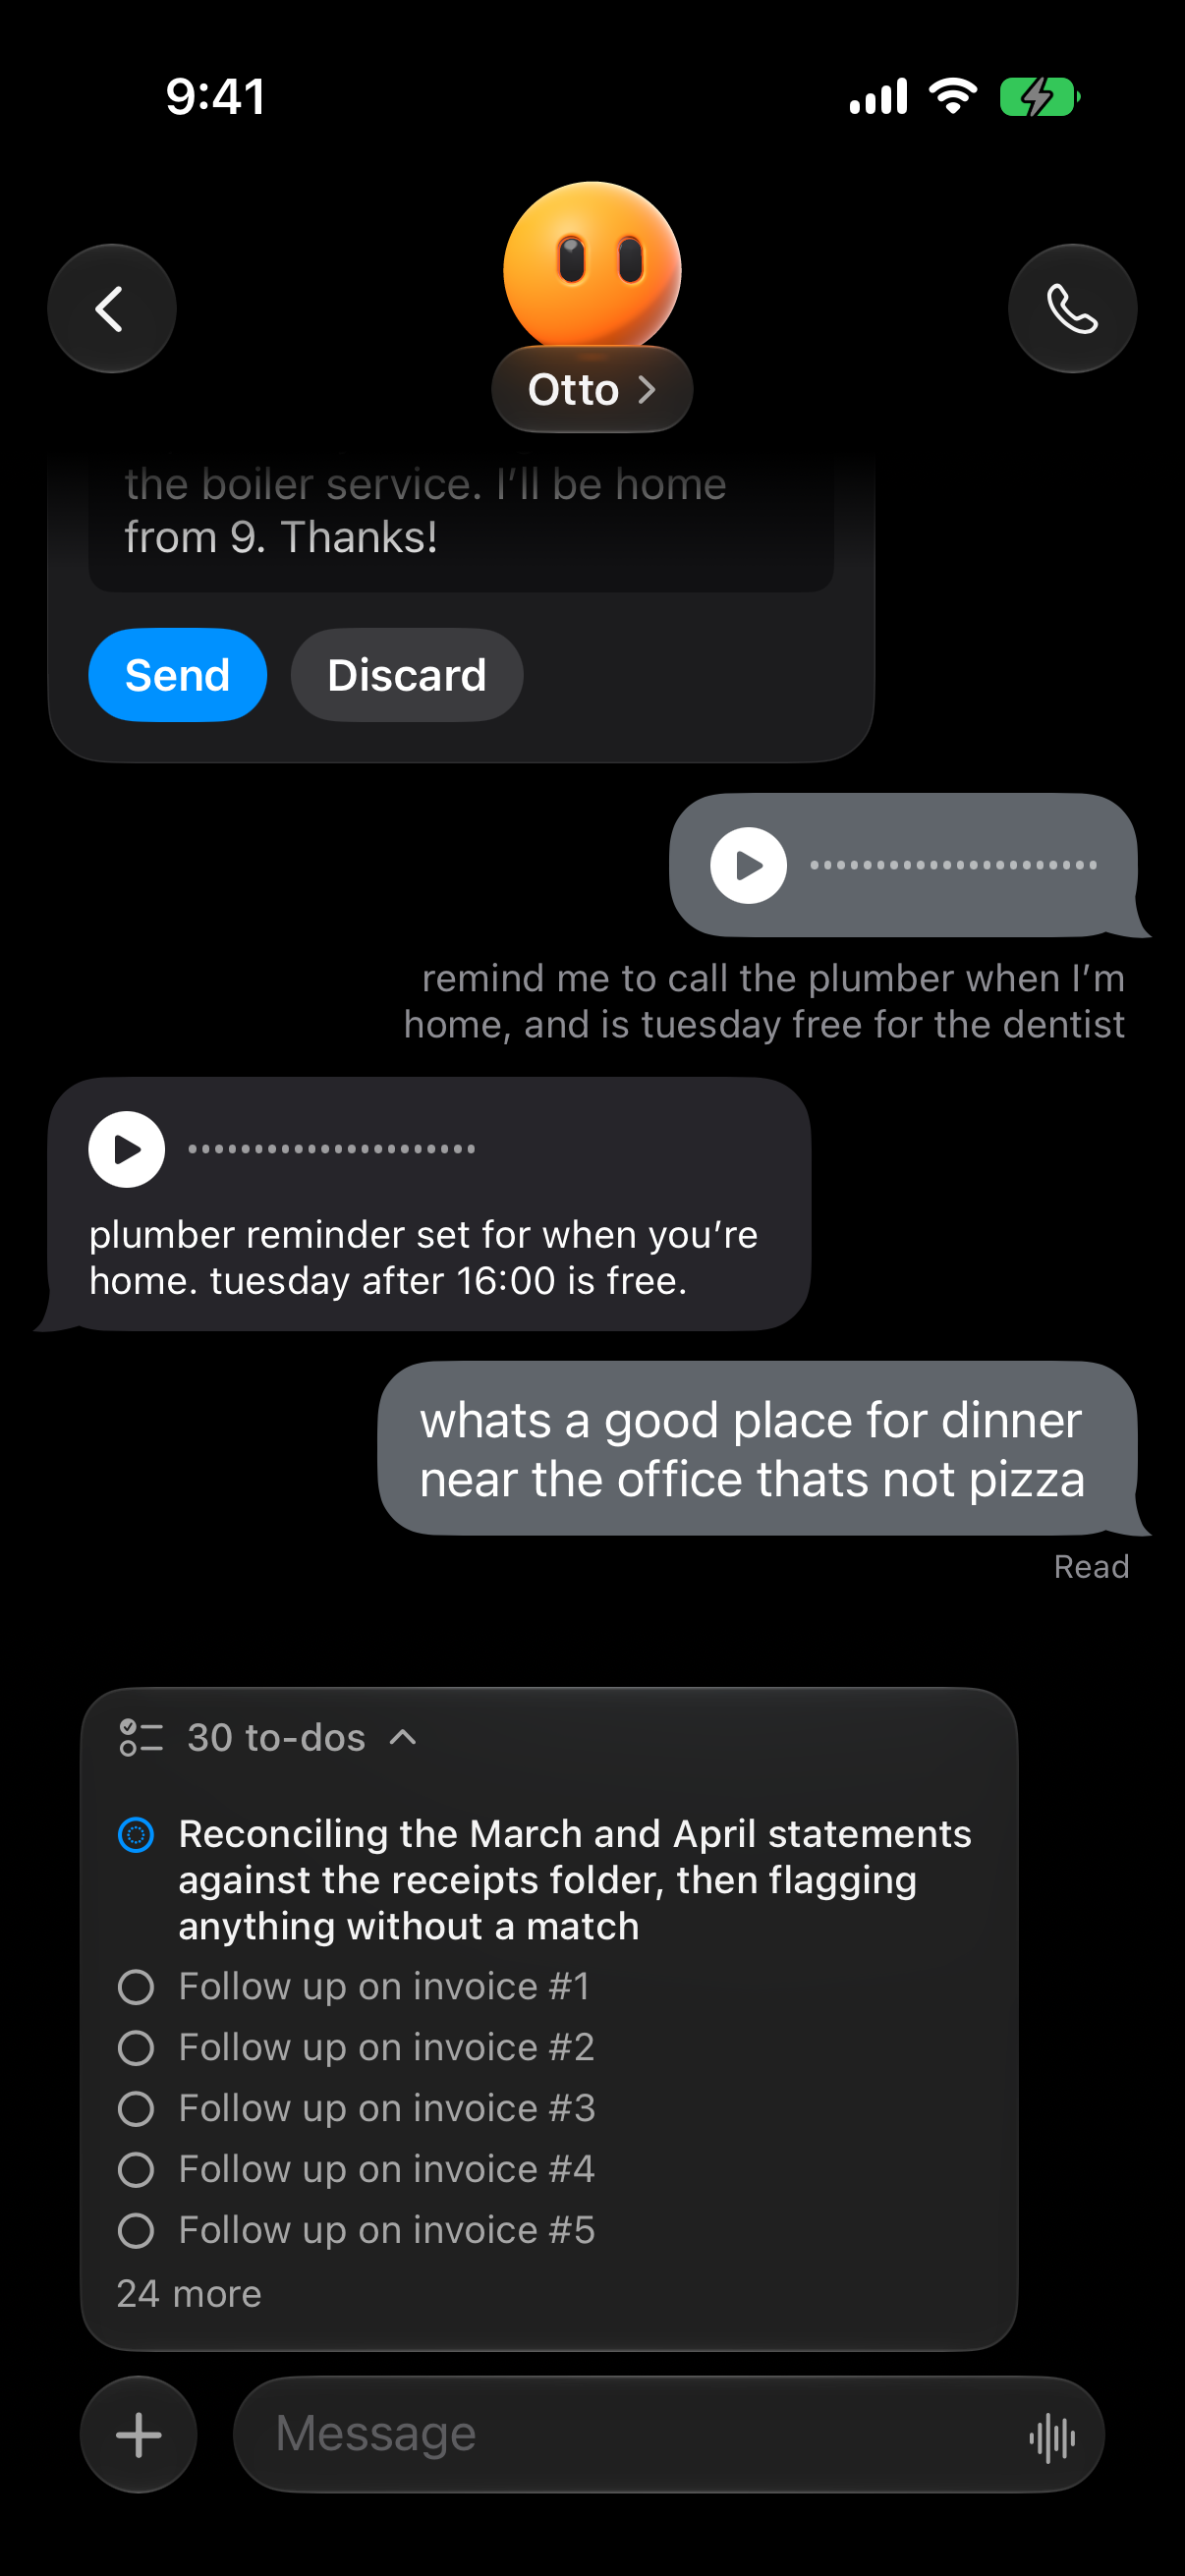 9:41
Otto
the boiler service. I’ll be home
from 9. Thanks!
Send
Discard
remind me to call the plumber when I’m
home, and is tuesday free for the dentist
plumber reminder set for when you’re
home. tuesday after 16:00 is free.
whats a good place for dinner
near the office thats not pizza
Read
30 to-dos
Reconciling the March and April statements
against the receipts folder, then flagging
anything without a match
Follow up on invoice #1
Follow up on invoice #2
Follow up on invoice #3
Follow up on invoice #4
Follow up on invoice #5
24 more
Message